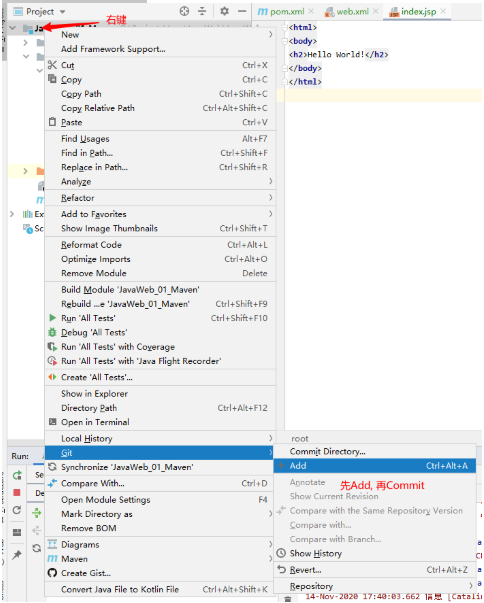 Project
右键
pom.xml
web.xml
index.jsp
Ja
<html>
<body>
<h2>Hello World!</h2>
</body>
</html>
New
Add Framework Support...
Cut Ctrl+X
Copy Ctrl+C
Copy Path Ctrl+Shift+C
Copy Relative Path Ctrl+Alt+Shift+C
Paste Ctrl+V
Find Usages Alt+F7
Find in Path... Ctrl+Shift+F
Replace in Path... Ctrl+Shift+R
Analyze
Refactor
Add to Favorites
Show Image Thumbnails Ctrl+Shift+T
Reformat Code Ctrl+Alt+L
Optimize Imports Ctrl+Alt+O
Remove Module Delete
Build Module 'JavaWeb_01_Maven'
Rebuild ...e 'JavaWeb_01_Maven' Ctrl+Shift+F9
Run 'All Tests' Ctrl+Shift+F10
Debug 'All Tests'
Run 'All Tests' with Coverage
Run 'All Tests' with 'Java Flight Recorder'
Create 'All Tests'...
Show in Explorer
Directory Path Ctrl+Alt+F12
Open in Terminal
Local History
Git
Synchronize 'JavaWeb_01_Maven'
Compare With... Ctrl+D
Open Module Settings F4
Mark Directory as
Remove BOM
Diagrams
Maven
Create Gist...
Convert Java File to Kotlin File Ctrl+Alt+Shift+K
Ext
Sc
Run:
Se
De
root
Commit Directory...
Add Ctrl+Alt+A
先Add, 再Commit
Annotate
Show Current Revision
Compare with the Same Repository Version
Compare with...
Compare with Branch...
Show History
Revert... Ctrl+Alt+Z
Repository
14-Nov-2020 17:40:03.662 信息 [Catalin